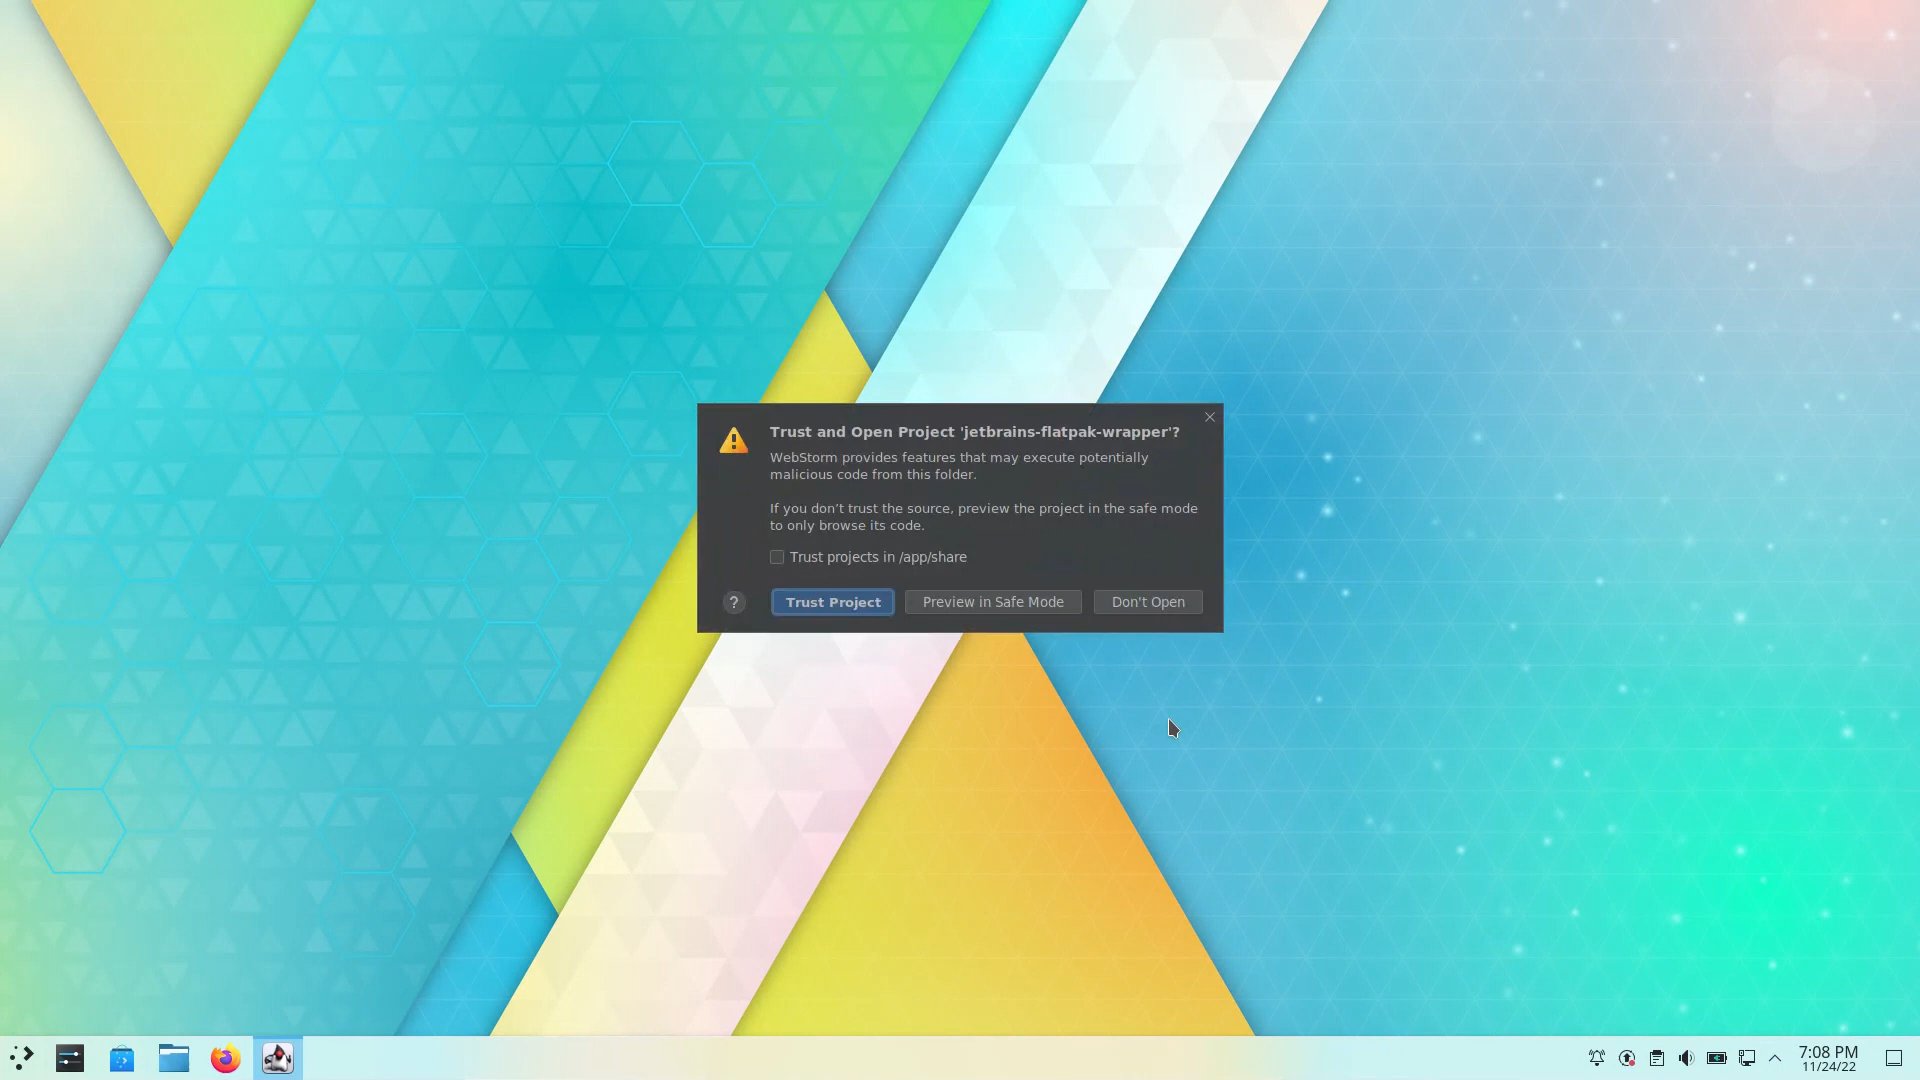 Trust and Open Project 'jetbrains-flatpak-wrapper'?
WebStorm provides features that may execute potentially
malicious code from this folder.
If you don’t trust the source, preview the project in the safe mode
to only browse its code.
Trust projects in /app/share
?
Trust Project
Preview in Safe Mode
Don't Open
7:08 PM
11/24/22